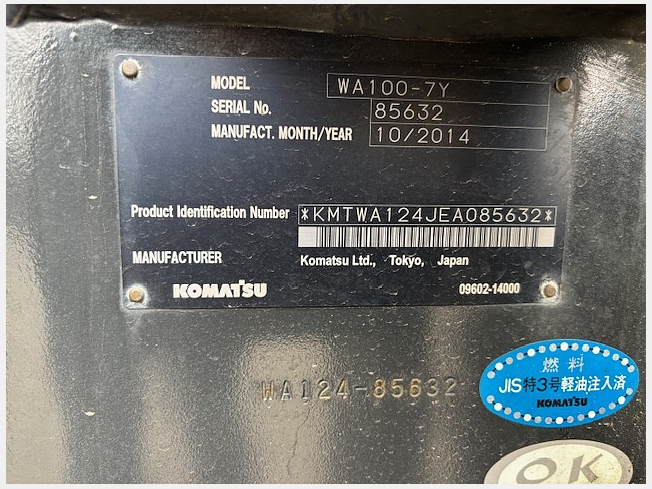 MODEL WA100-7Y
SERIAL No. 85632
MANUFACT. MONTH/YEAR 10/2014
Product Identification Number *KMTWA124JEA085632*
MANUFACTURER Komatsu Ltd., Tokyo, Japan
KOMATSU 09602-14000
WA124-85632
燃料
JIS特3号軽油注入済
KOMATSU
OK